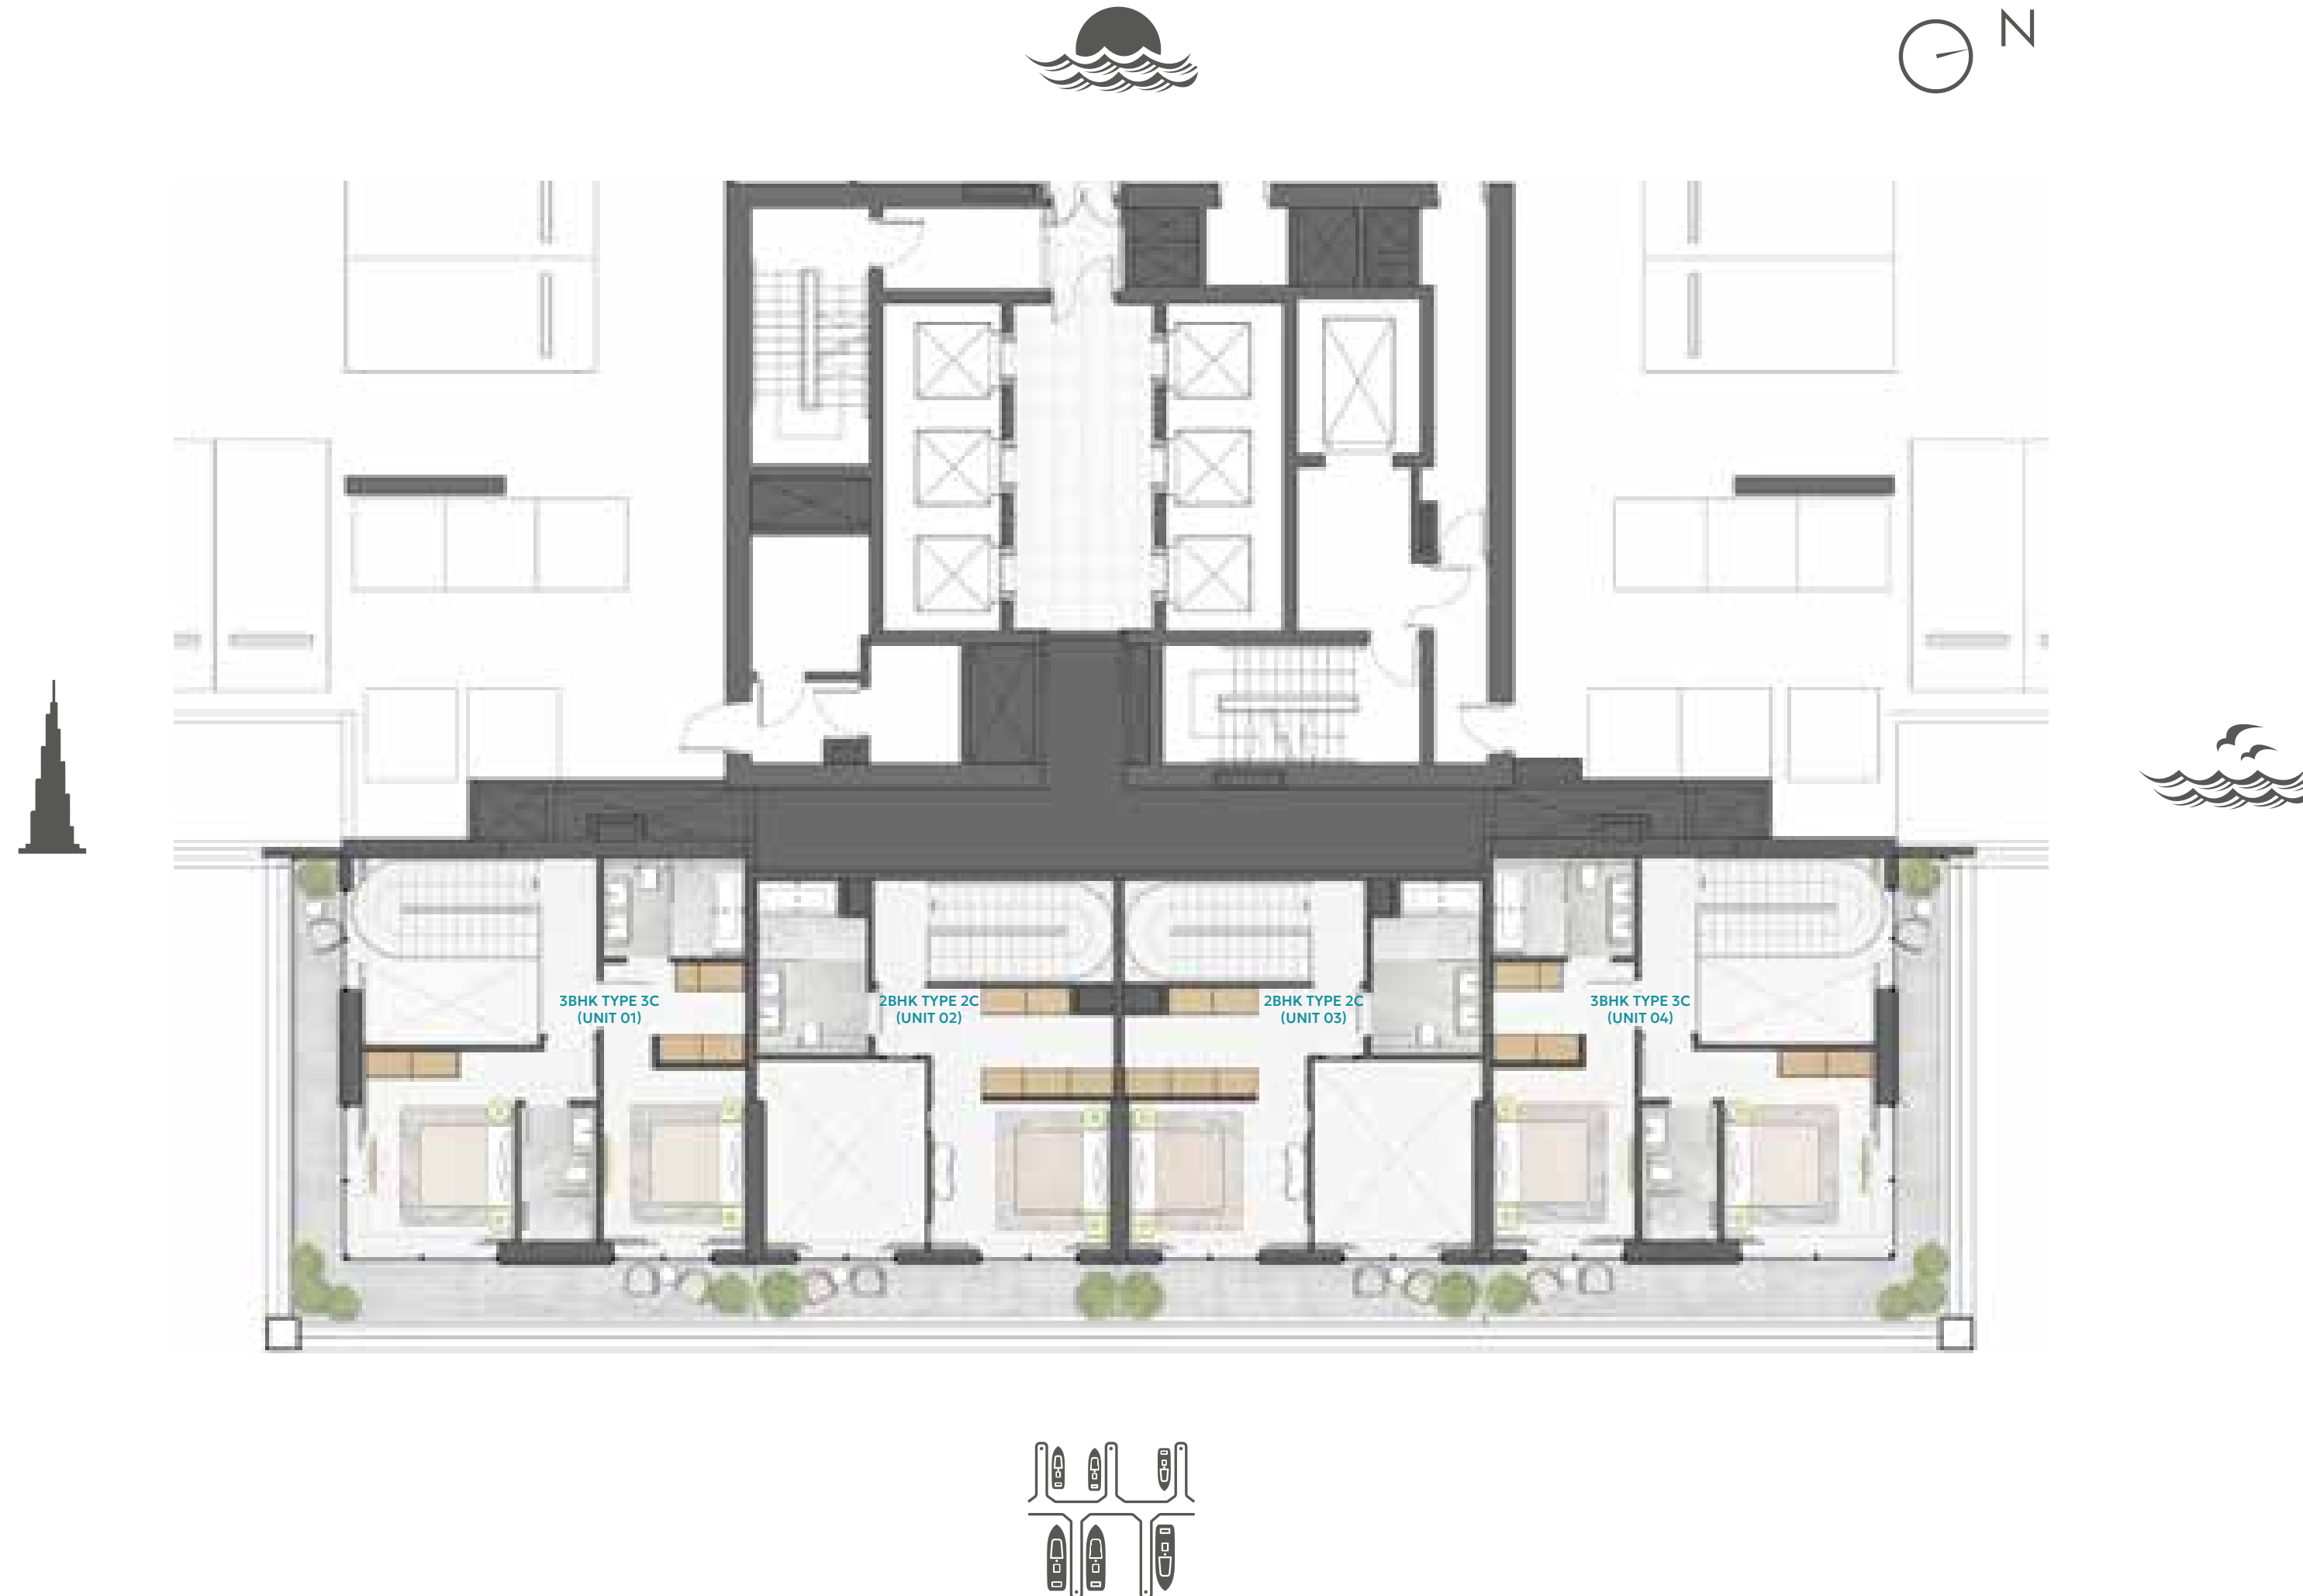 N
3BHK TYPE 3C
(UNIT 01)
2BHK TYPE 2C
(UNIT 02)
2BHK TYPE 2C
(UNIT 03)
3BHK TYPE 3C
(UNIT 04)